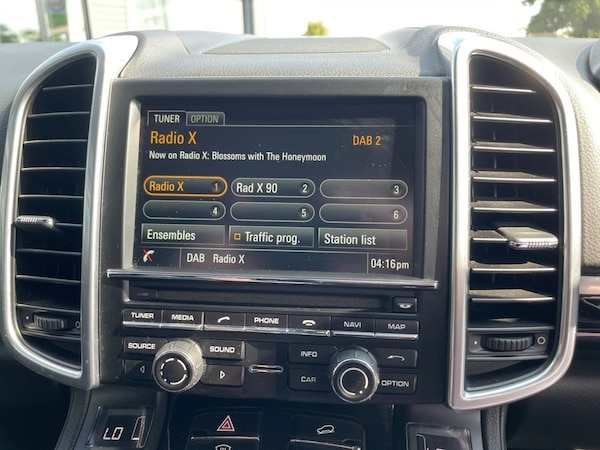 TUNER OPTION
Radio X DAB 2
Now on Radio X: Blossoms with The Honeymoon
Radio X 1 Rad X 90 2 3
4 5 6
Ensembles Traffic prog. Station list
DAB Radio X 04:16pm
TUNER MEDIA PHONE NAVI MAP
SOURCE SOUND INFO
CAR OPTION
LO